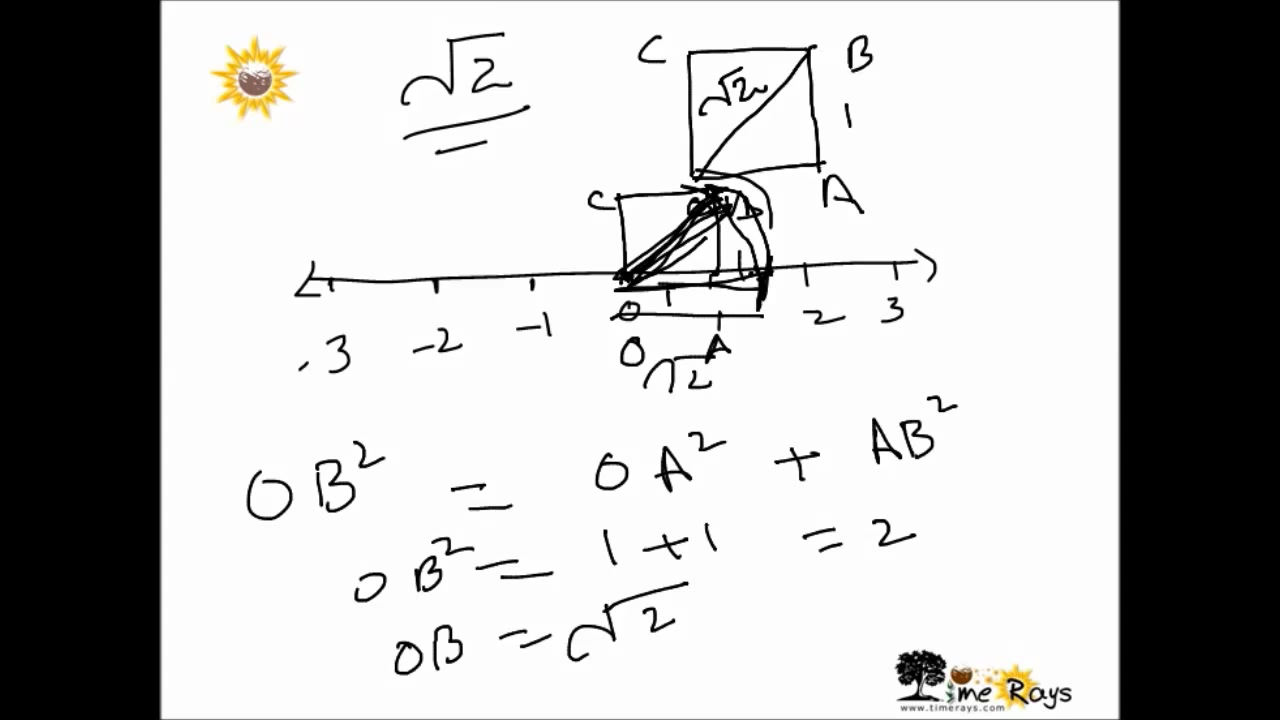 √2
C B
√2 1
A
C B
-3 -2 -1 0 1 2 3
O A
√2
OB² = OA² + AB²
OB² = 1 + 1 = 2
OB = √2
Time Rays
www.timerays.com